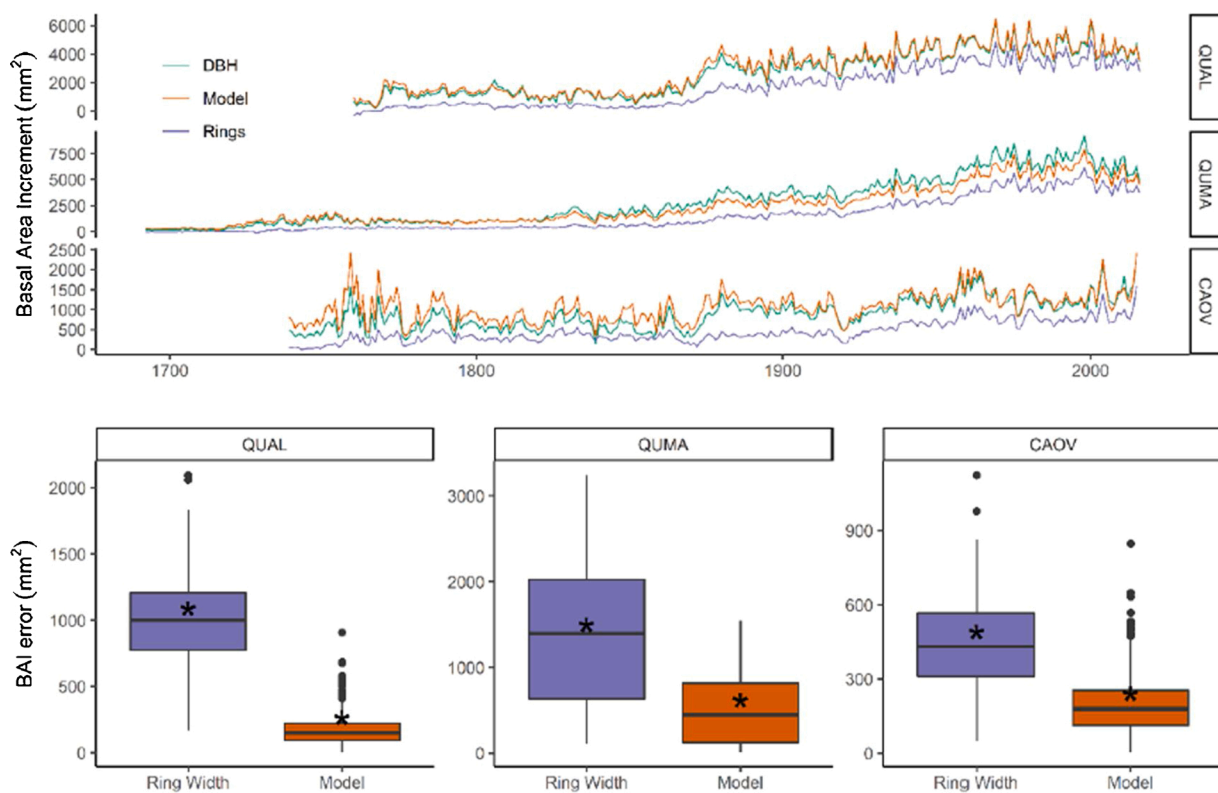 Basal Area Increment (mm²)
6000
4000
2000
0
DBH
Model
Rings
QUAL
7500
5000
2500
0
QUMA
2500
2000
1500
1000
500
0
CAOV
1700
1800
1900
2000
BAI error (mm²)
QUAL
2000
1500
1000
500
0
Ring Width
Model
QUMA
3000
2000
1000
0
Ring Width
Model
CAOV
900
600
300
0
Ring Width
Model